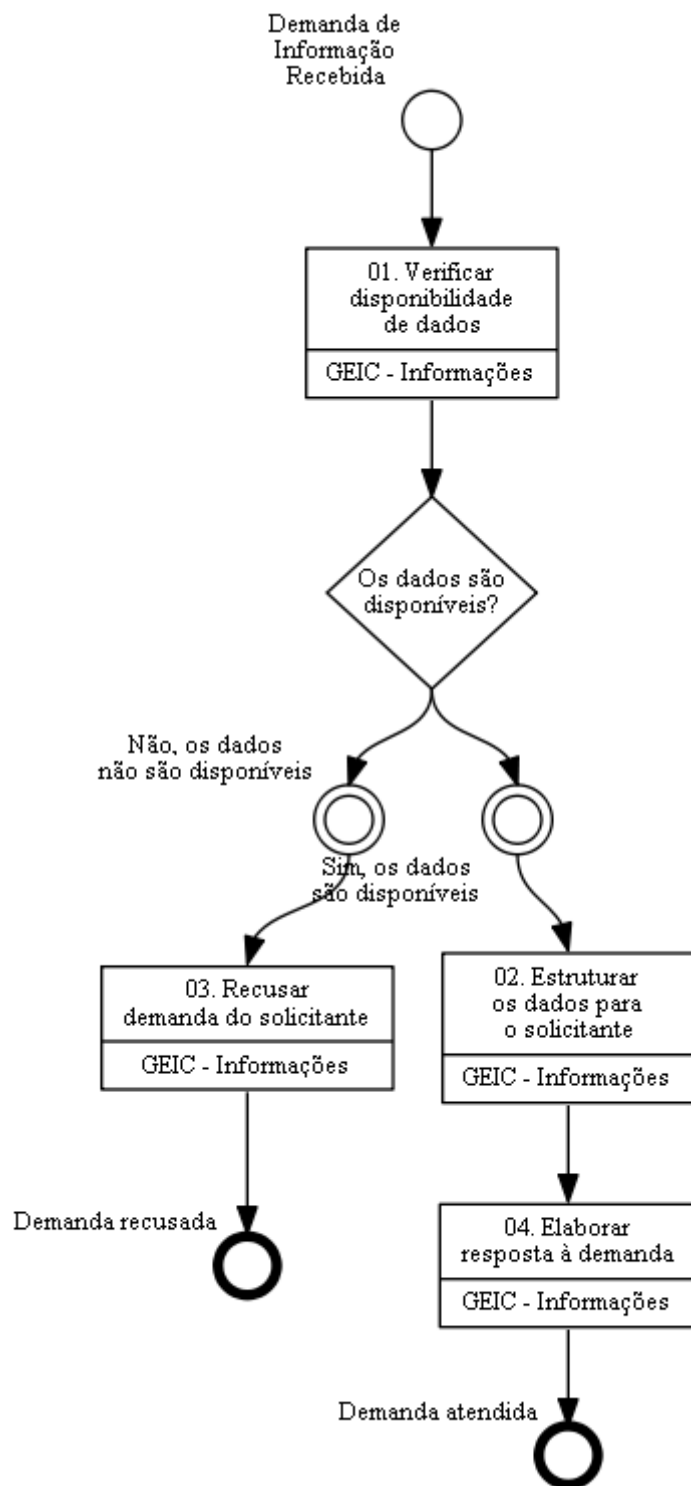 Demanda de
Informação
Recebida
01. Verificar
disponibilidade
de dados
GEIC - Informações
Os dados são
disponíveis?
Não, os dados
não são disponíveis
Sim, os dados
são disponíveis
03. Recusar
demanda do solicitante
GEIC - Informações
02. Estruturar
os dados para
o solicitante
GEIC - Informações
Demanda recusada
04. Elaborar
resposta à demanda
GEIC - Informações
Demanda atendida